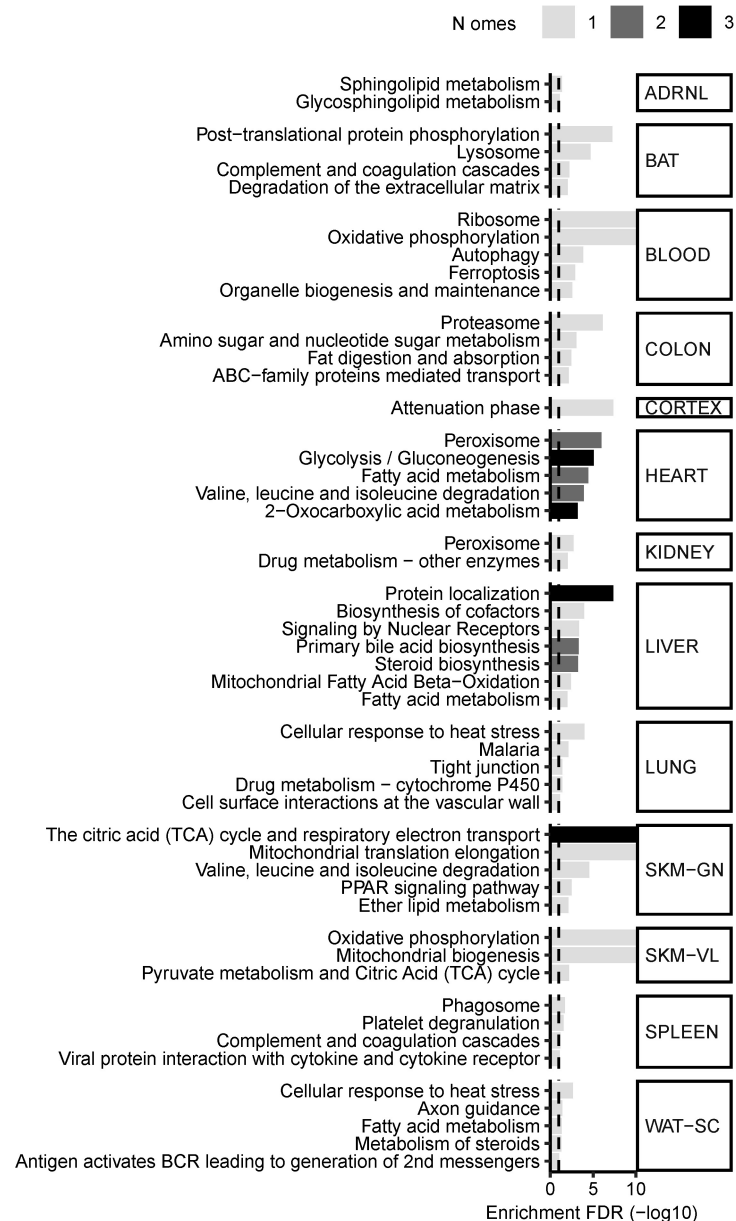 N omes 1 2 3
Sphingolipid metabolism
Glycosphingolipid metabolism
ADRNL
Post−translational protein phosphorylation
Lysosome
Complement and coagulation cascades
Degradation of the extracellular matrix
BAT
Ribosome
Oxidative phosphorylation
Autophagy
Ferroptosis
Organelle biogenesis and maintenance
BLOOD
Proteasome
Amino sugar and nucleotide sugar metabolism
Fat digestion and absorption
ABC−family proteins mediated transport
COLON
Attenuation phase
CORTEX
Peroxisome
Glycolysis / Gluconeogenesis
Fatty acid metabolism
Valine, leucine and isoleucine degradation
2−Oxocarboxylic acid metabolism
HEART
Peroxisome
Drug metabolism − other enzymes
KIDNEY
Protein localization
Biosynthesis of cofactors
Signaling by Nuclear Receptors
Primary bile acid biosynthesis
Steroid biosynthesis
Mitochondrial Fatty Acid Beta−Oxidation
Fatty acid metabolism
LIVER
Cellular response to heat stress
Malaria
Tight junction
Drug metabolism − cytochrome P450
Cell surface interactions at the vascular wall
LUNG
The citric acid (TCA) cycle and respiratory electron transport
Mitochondrial translation elongation
Valine, leucine and isoleucine degradation
PPAR signaling pathway
Ether lipid metabolism
SKM−GN
Oxidative phosphorylation
Mitochondrial biogenesis
Pyruvate metabolism and Citric Acid (TCA) cycle
SKM−VL
Phagosome
Platelet degranulation
Complement and coagulation cascades
Viral protein interaction with cytokine and cytokine receptor
SPLEEN
Cellular response to heat stress
Axon guidance
Fatty acid metabolism
Metabolism of steroids
Antigen activates BCR leading to generation of 2nd messengers
WAT−SC
0 5 10
Enrichment FDR (−log10)